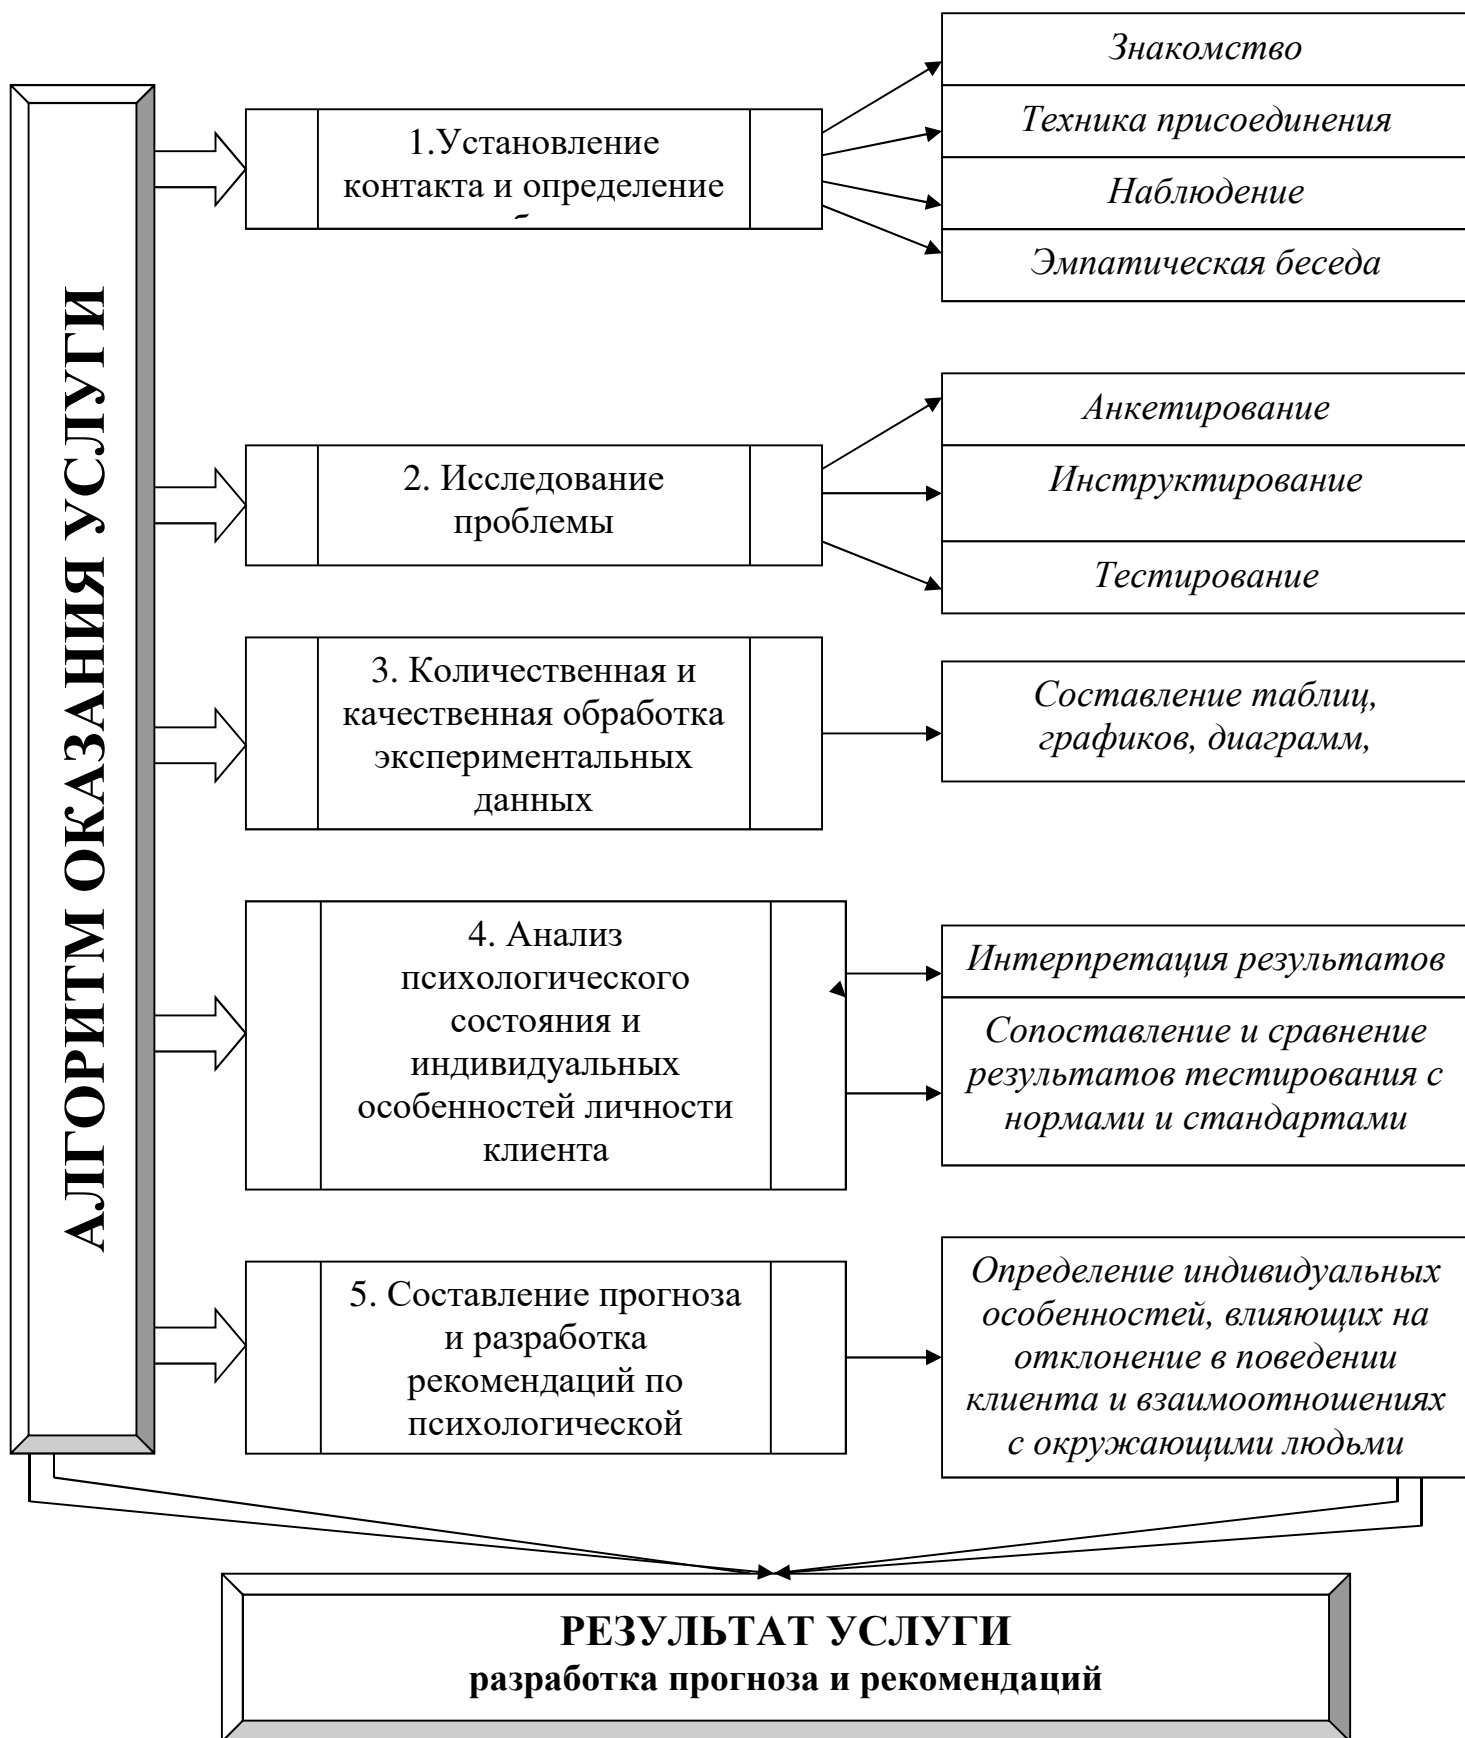 АЛГОРИТМ ОКАЗАНИЯ УСЛУГИ
1.Установление
контакта и определение
Знакомство
Техника присоединения
Наблюдение
Эмпатическая беседа
2. Исследование
проблемы
Анкетирование
Инструктирование
Тестирование
3. Количественная и
качественная обработка
экспериментальных
данных
Составление таблиц,
графиков, диаграмм,
4. Анализ
психологического
состояния и
индивидуальных
особенностей личности
клиента
Интерпретация результатов
Сопоставление и сравнение
результатов тестирования с
нормами и стандартами
5. Составление прогноза
и разработка
рекомендаций по
психологической
Определение индивидуальных
особенностей, влияющих на
отклонение в поведении
клиента и взаимоотношениях
с окружающими людьми
РЕЗУЛЬТАТ УСЛУГИ
разработка прогноза и рекомендаций